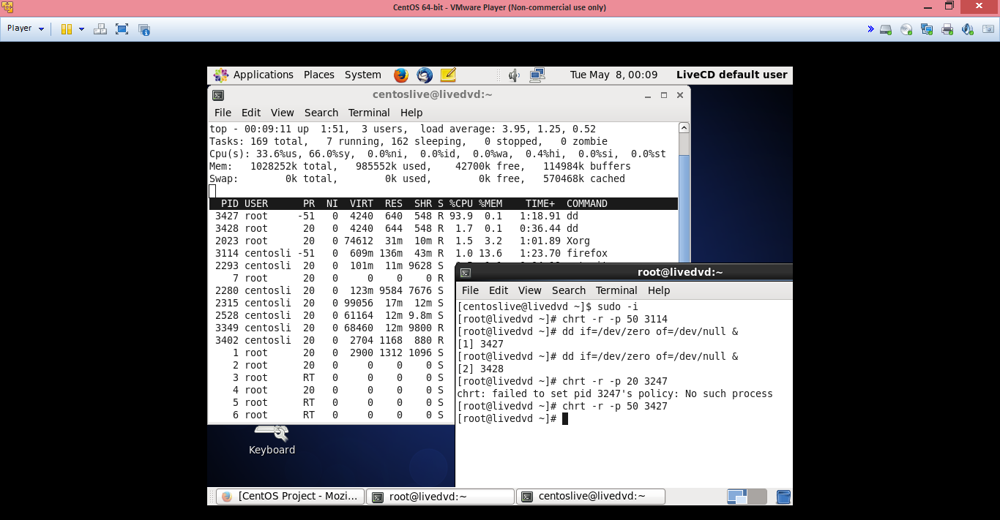 CentOS 64-bit - VMware Player (Non-commercial use only)
Player
Applications Places System Tue May 8, 00:09 LiveCD default user
centoslive@livedvd:~
File Edit View Search Terminal Help
top - 00:09:11 up 1:51, 3 users, load average: 3.95, 1.25, 0.52
Tasks: 169 total, 7 running, 162 sleeping, 0 stopped, 0 zombie
Cpu(s): 33.6%us, 66.0%sy, 0.0%ni, 0.0%id, 0.0%wa, 0.4%hi, 0.0%si, 0.0%st
Mem: 1028252k total, 985552k used, 42700k free, 114984k buffers
Swap: 0k total, 0k used, 0k free, 570468k cached
PID USER PR NI VIRT RES SHR S %CPU %MEM TIME+ COMMAND
3427 root -51 0 4240 640 548 R 93.9 0.1 1:18.91 dd
3428 root 20 0 4240 644 548 R 1.7 0.1 0:36.44 dd
2023 root 20 0 74612 31m 10m R 1.5 3.2 1:01.89 Xorg
3114 centosli -51 0 609m 136m 43m R 1.0 13.6 1:23.70 firefox
2293 centosli 20 0 101m 11m 9628 S
7 root 20 0 0 0 0 R
2280 centosli 20 0 123m 9584 7676 S
2315 centosli 20 0 99056 17m 12m S
2528 centosli 20 0 61164 12m 9.8m S
3349 centosli 20 0 68460 12m 9800 R
3402 centosli 20 0 2704 1168 880 R
1 root 20 0 2900 1312 1096 S
2 root 20 0 0 0 0 S
3 root RT 0 0 0 0 S
4 root 20 0 0 0 0 S
5 root RT 0 0 0 0 S
6 root RT 0 0 0 0 S
root@livedvd:~
File Edit View Search Terminal Help
[centoslive@livedvd ~]$ sudo -i
[root@livedvd ~]# chrt -r -p 50 3114
[root@livedvd ~]# dd if=/dev/zero of=/dev/null &
[1] 3427
[root@livedvd ~]# dd if=/dev/zero of=/dev/null &
[2] 3428
[root@livedvd ~]# chrt -r -p 20 3247
chrt: failed to set pid 3247's policy: No such process
[root@livedvd ~]# chrt -r -p 50 3427
[root@livedvd ~]#
Keyboard
[CentOS Project - Mozi... root@livedvd:~ centoslive@livedvd:~